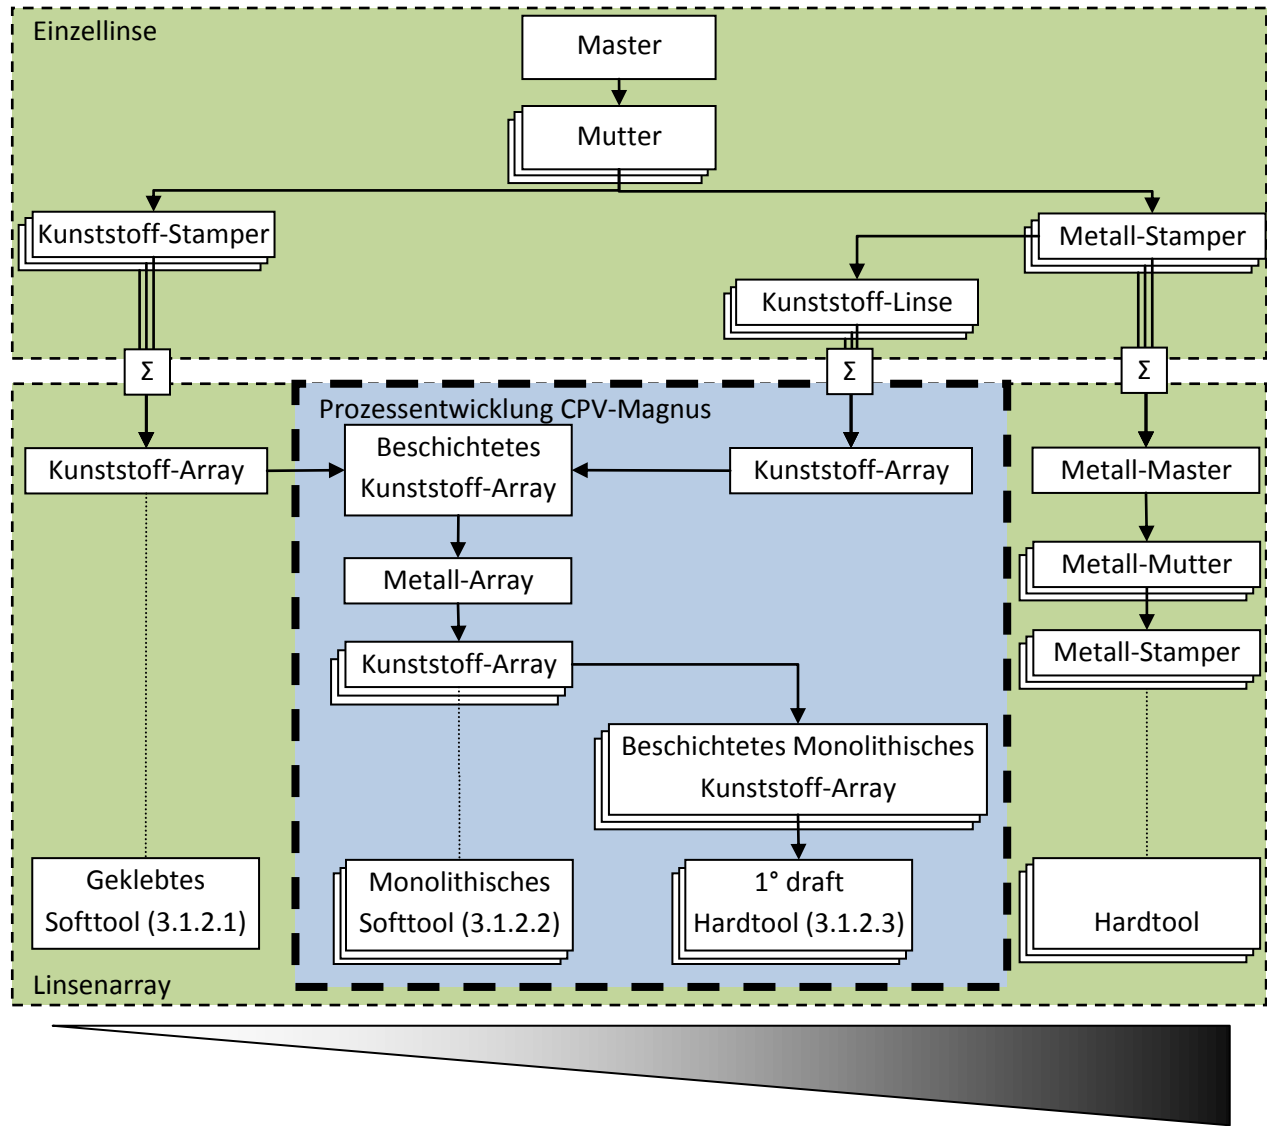 Einzellinse
Master
Mutter
Kunststoff-Stamper
Metall-Stamper
Kunststoff-Linse
Σ
Σ
Σ
Prozessentwicklung CPV-Magnus
Kunststoff-Array
Beschichtetes
Kunststoff-Array
Kunststoff-Array
Metall-Master
Metall-Array
Metall-Mutter
Kunststoff-Array
Metall-Stamper
Beschichtetes Monolithisches
Kunststoff-Array
Geklebtes
Softtool (3.1.2.1)
Monolithisches
Softtool (3.1.2.2)
1° draft
Hardtool (3.1.2.3)
Hardtool
Linsenarray